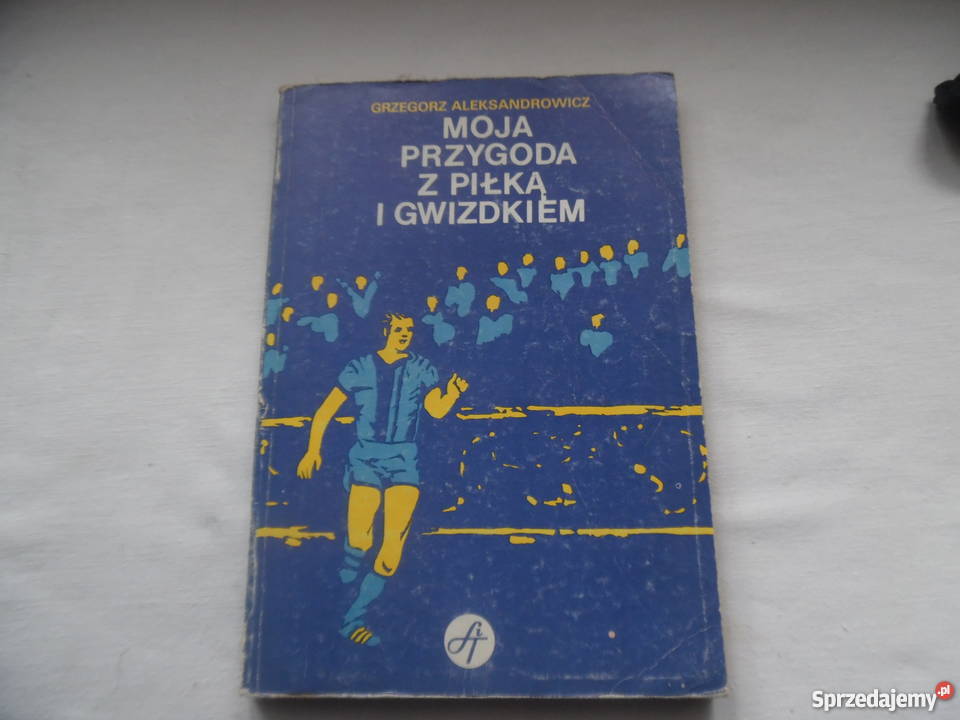 GRZEGORZ ALEKSANDROWICZ
MOJA
PRZYGODA
Z PIŁKĄ
I GWIZDKIEM
Sprzedajemy.pl